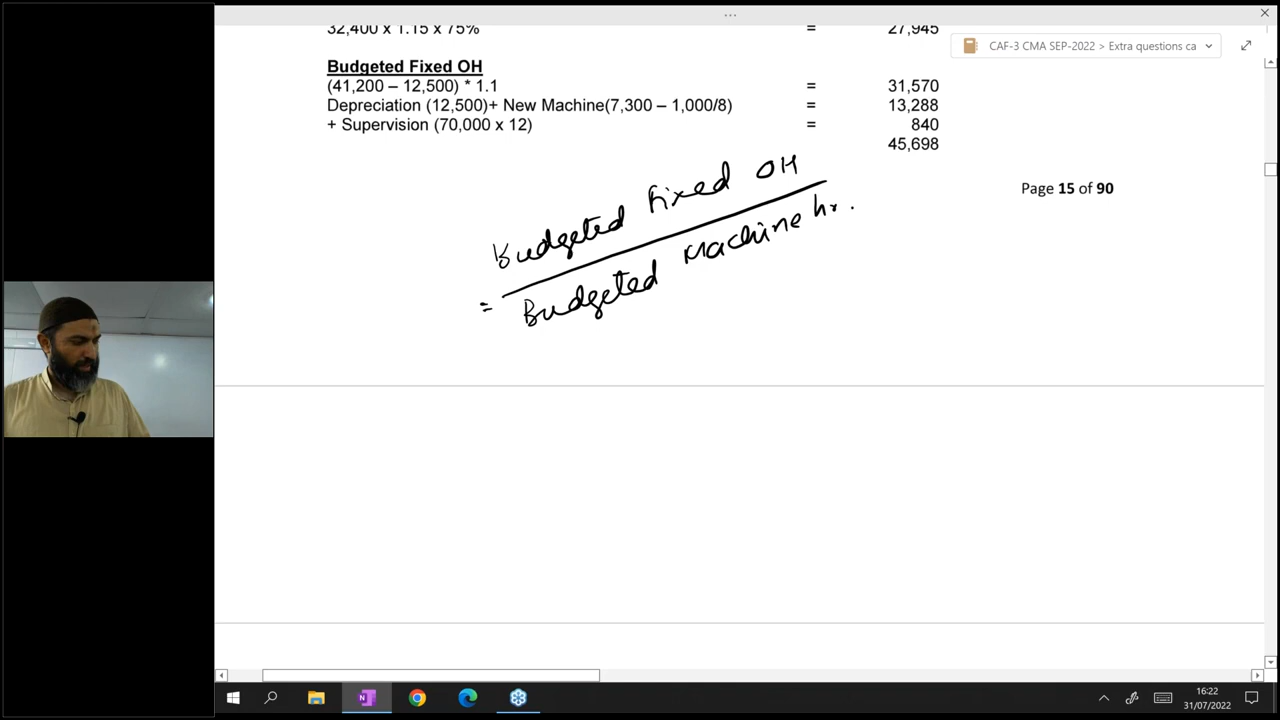 32,400 x 1.15 x 75% = 27,945
CAF-3 CMA SEP-2022 > Extra questions ca
Budgeted Fixed OH
(41,200 – 12,500) * 1.1 = 31,570
Depreciation (12,500)+ New Machine(7,300 – 1,000/8) = 13,288
+ Supervision (70,000 x 12) = 840
45,698
Page 15 of 90
Budgeted Fixed OH
=
Budgeted Machine hr.
16:22
31/07/2022